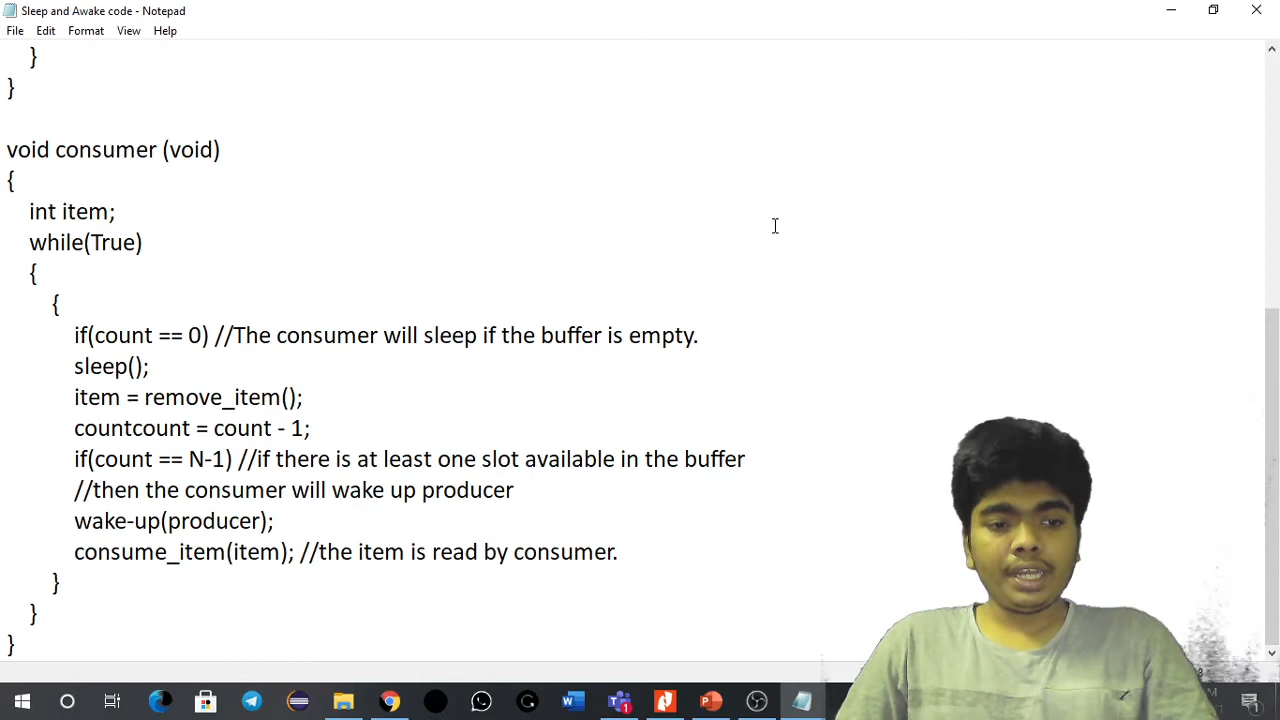 Sleep and Awake code - Notepad
File Edit Format View Help
}
}
void consumer (void)
{
int item;
while(True)
{
{
if(count == 0) //The consumer will sleep if the buffer is empty.
sleep();
item = remove_item();
countcount = count - 1;
if(count == N-1) //if there is at least one slot available in the buffer
//then the consumer will wake up producer
wake-up(producer);
consume_item(item); //the item is read by consumer.
}
}
}